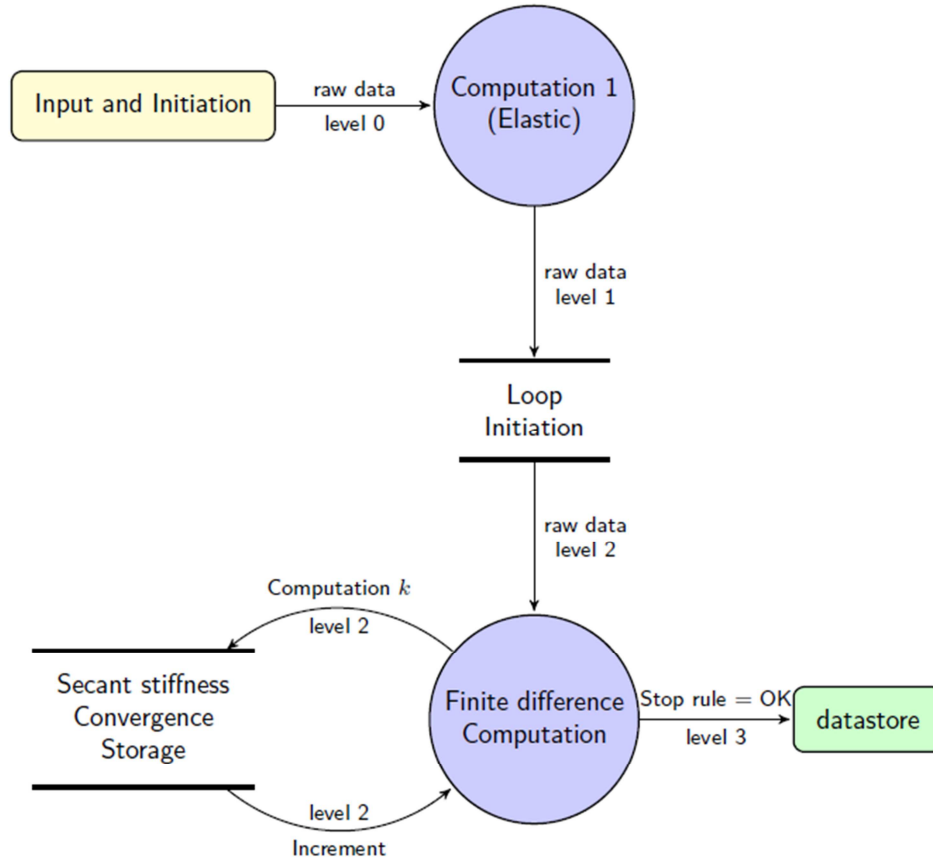 Input and Initiation
raw data
level 0
Computation 1
(Elastic)
raw data
level 1
Loop
Initiation
raw data
level 2
Computation k
level 2
Secant stiffness
Convergence
Storage
Finite difference
Computation
Stop rule = OK
level 3
datastore
level 2
Increment